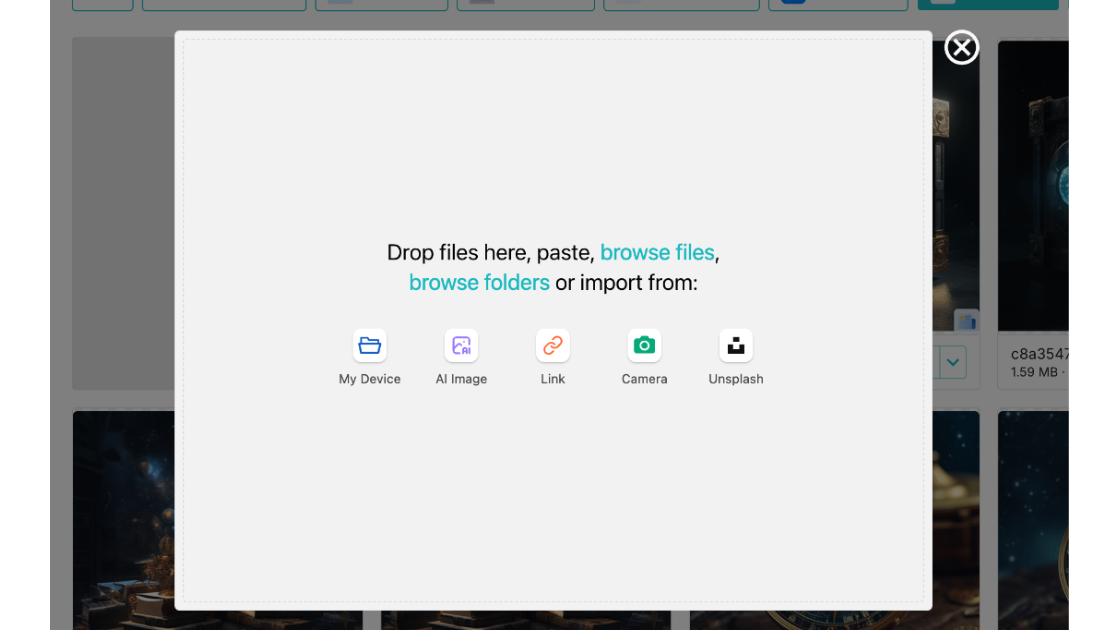 Drop files here, paste, browse files,
browse folders or import from:
My Device
AI Image
Link
Camera
Unsplash
c8a3547
1.59 MB ·